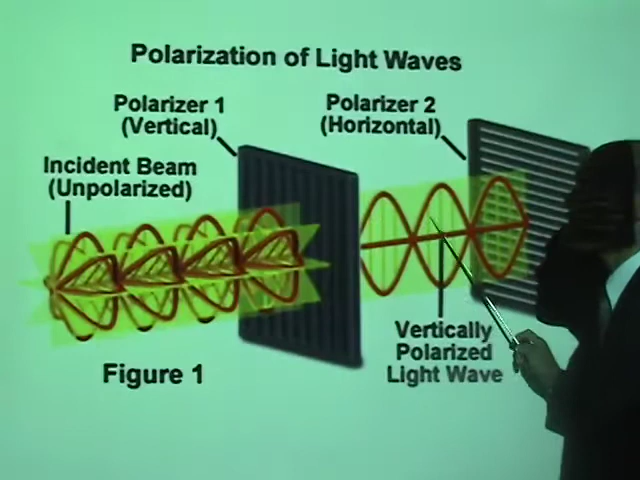 Polarization of Light Waves
Polarizer 1
(Vertical)
Polarizer 2
(Horizontal)
Incident Beam
(Unpolarized)
Vertically
Polarized
Light Wave
Figure 1